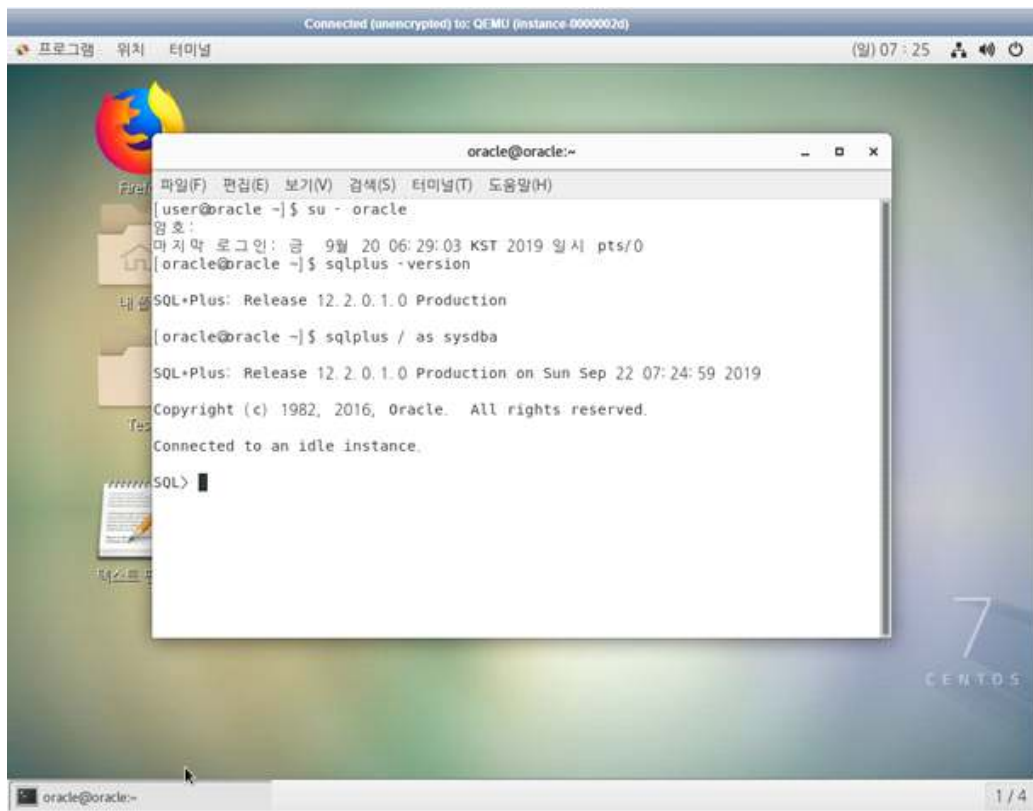 Connected (unencrypted) to: QEMU (instance-0000002d)
프로그램 위치 터미널 (일) 07 : 25
oracle@oracle:~
파일(F) 편집(E) 보기(V) 검색(S) 터미널(T) 도움말(H)
[user@oracle ~]$ su - oracle
암호:
마지막 로그인: 금 9월 20 06:29:03 KST 2019 일시 pts/0
[oracle@oracle ~]$ sqlplus -version
SQL*Plus: Release 12.2.0.1.0 Production
[oracle@oracle ~]$ sqlplus / as sysdba
SQL*Plus: Release 12.2.0.1.0 Production on Sun Sep 22 07:24:59 2019
Copyright (c) 1982, 2016, Oracle. All rights reserved.
Connected to an idle instance.
SQL>
내
텍스트
7
CENTOS
oracle@oracle:~
1 / 4